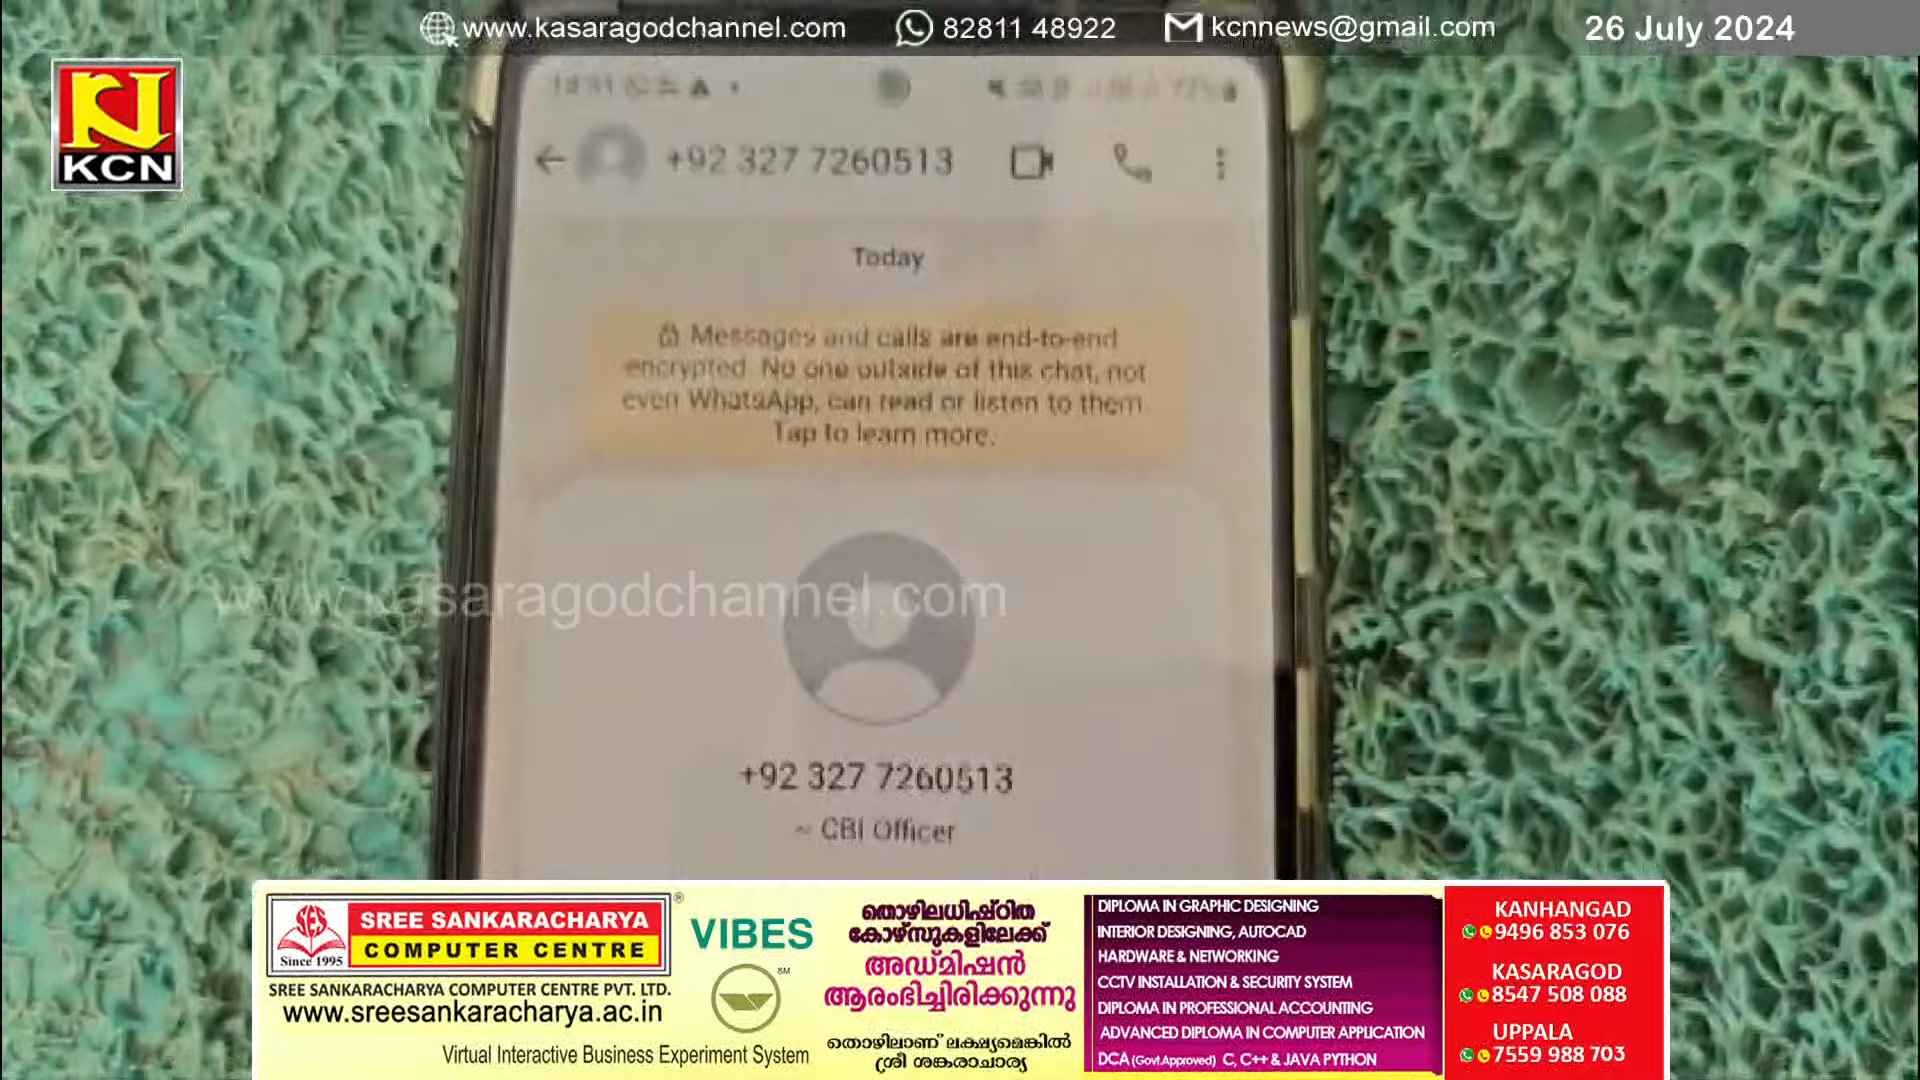 www.kasaragodchannel.com
82811 48922
kcnnews@gmail.com
26 July 2024
KCN
+92 327 7260513
Today
Messages and calls are end-to-end
encrypted. No one outside of this chat, not
even WhatsApp, can read or listen to them.
Tap to learn more.
www.kasaragodchannel.com
+92 327 7260513
~ CBI Officer
SES
Since 1995
SREE SANKARACHARYA
COMPUTER CENTRE
®
SREE SANKARACHARYA COMPUTER CENTRE PVT. LTD.
www.sreesankaracharya.ac.in
VIBES
SM
Virtual Interactive Business Experiment System
തൊഴിലധിഷ്ഠിത
കോഴ്സുകളിലേക്ക്
അഡ്മിഷൻ
ആരംഭിച്ചിരിക്കുന്നു
തൊഴിലാണ് ലക്ഷ്യമെങ്കിൽ
ശ്രീ ശങ്കരാചാര്യ
DIPLOMA IN GRAPHIC DESIGNING
INTERIOR DESIGNING, AUTOCAD
HARDWARE & NETWORKING
CCTV INSTALLATION & SECURITY SYSTEM
DIPLOMA IN PROFESSIONAL ACCOUNTING
ADVANCED DIPLOMA IN COMPUTER APPLICATION
DCA (Govt.Approved) C, C++ & JAVA PYTHON
KANHANGAD
9496 853 076
KASARAGOD
8547 508 088
UPPALA
7559 988 703